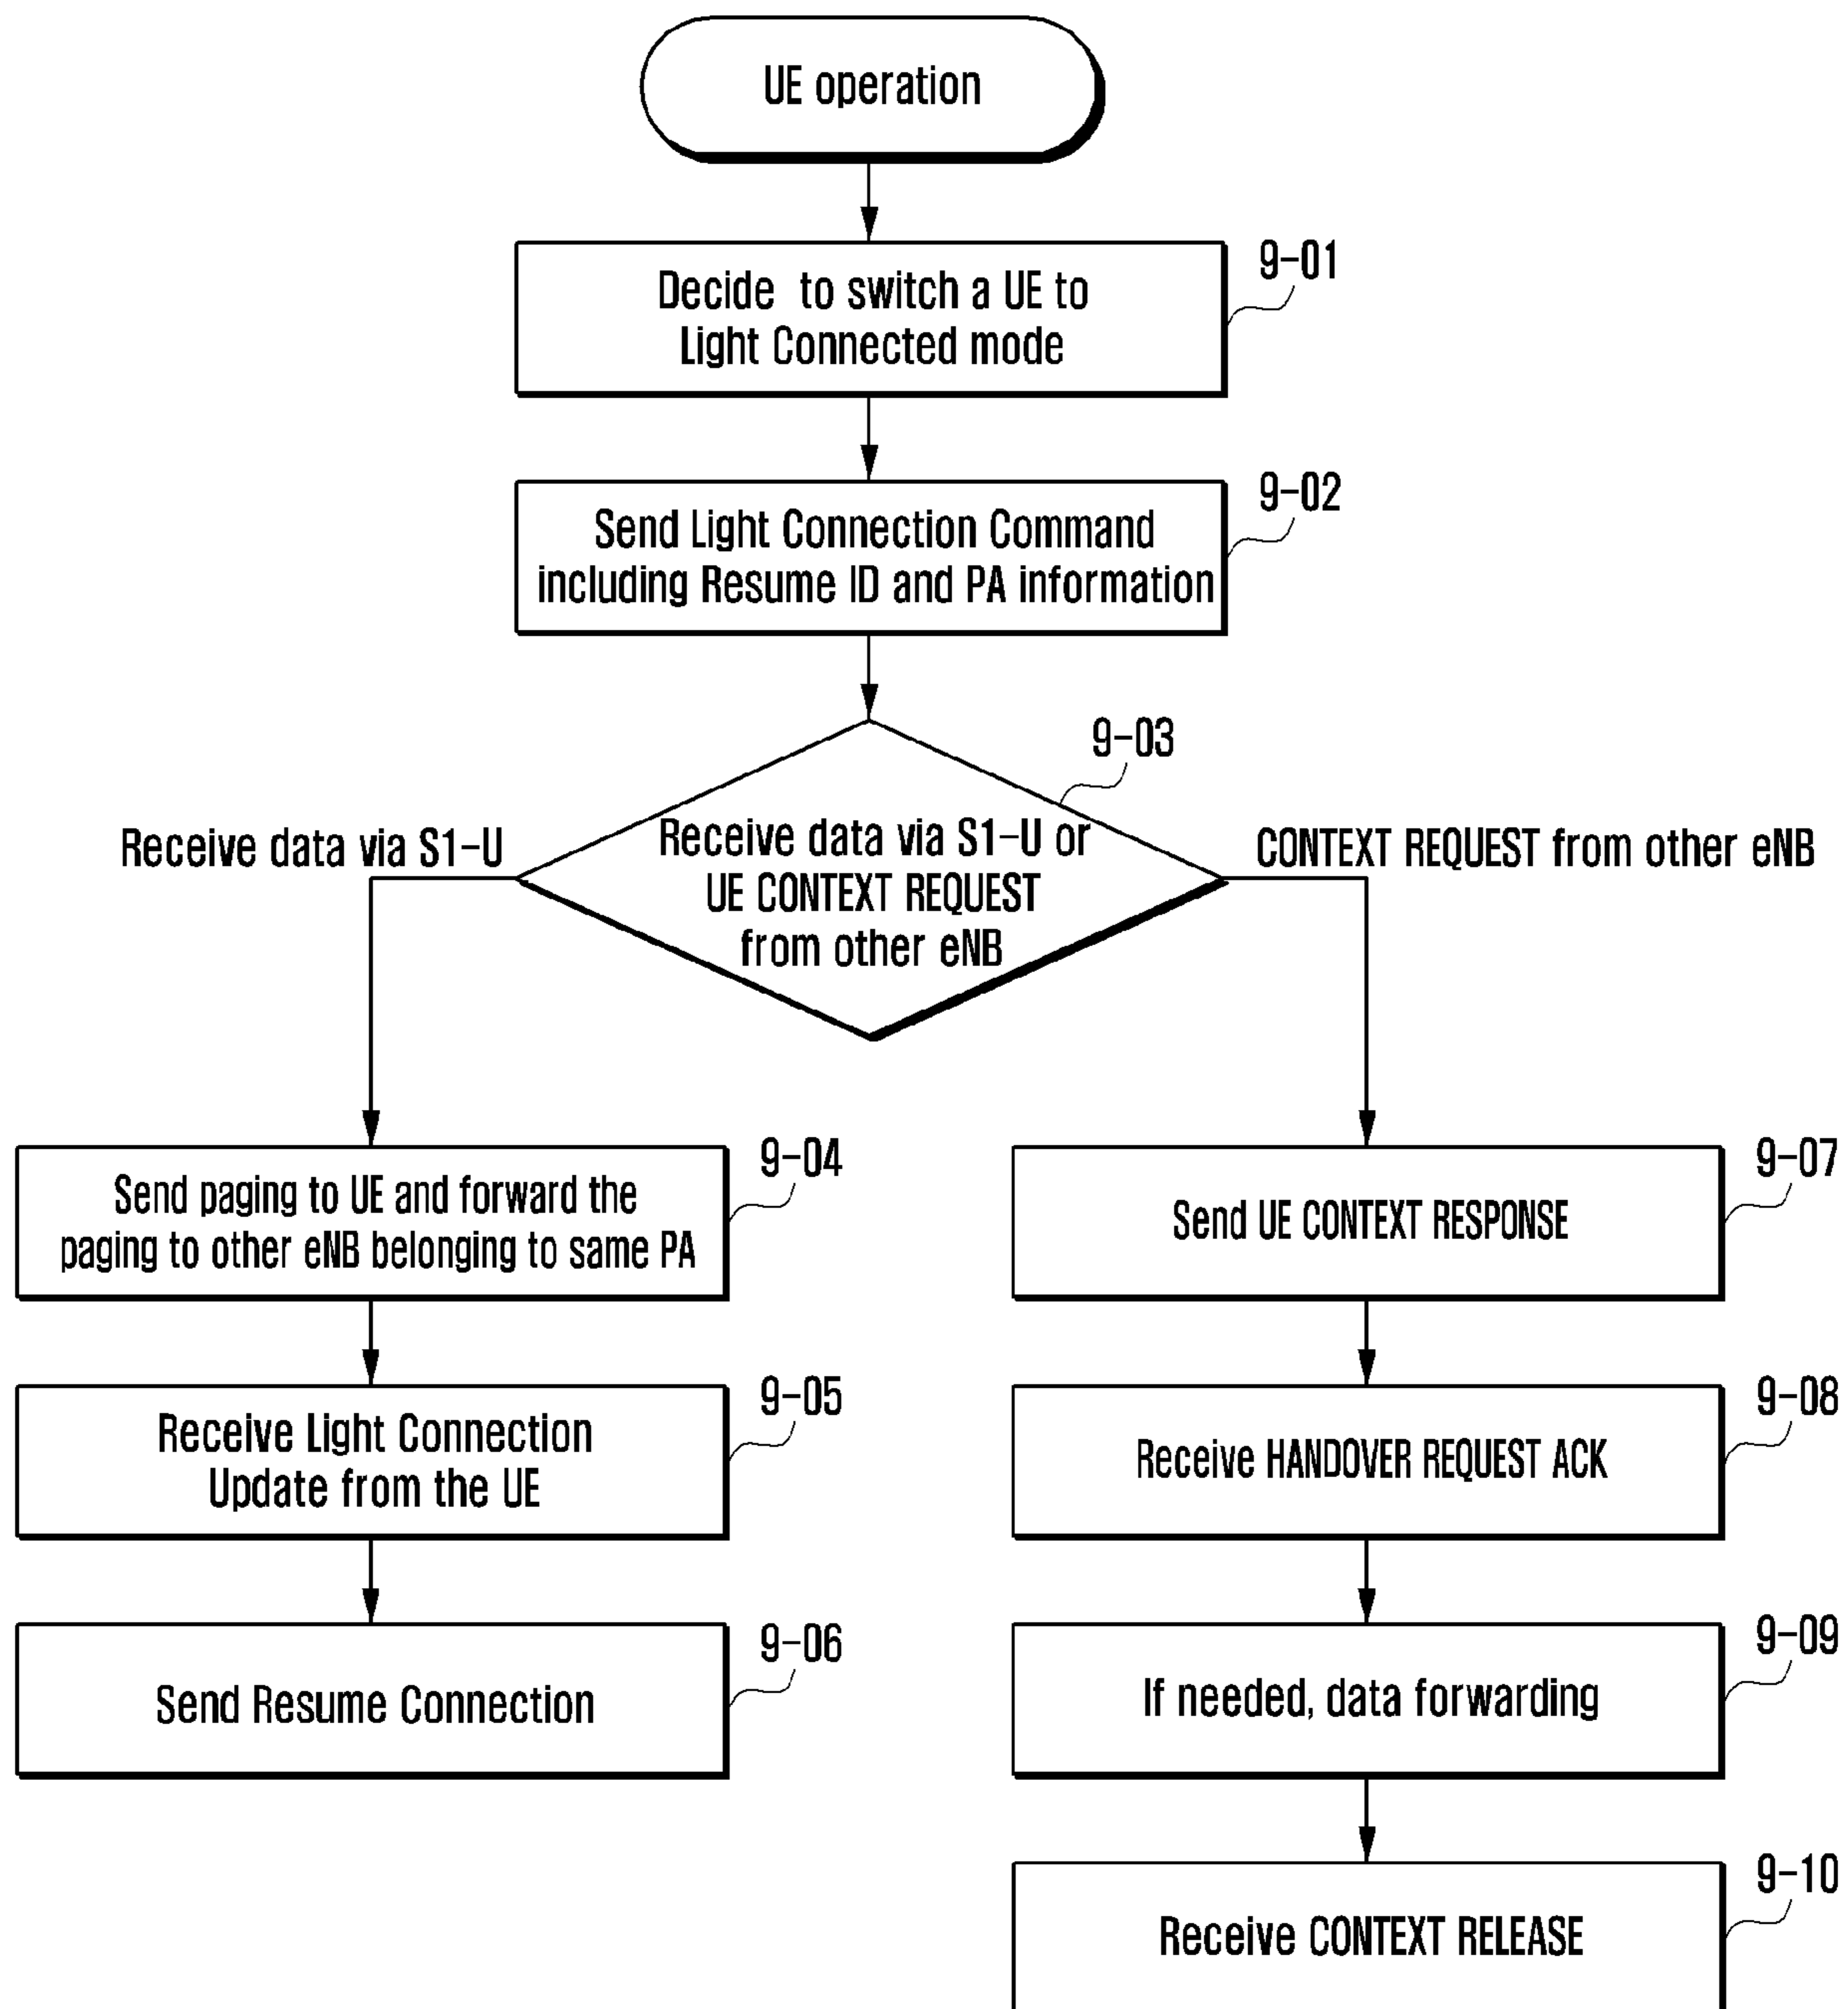 UE operation
9-01
Decide to switch a UE to
Light Connected mode
9-02
Send Light Connection Command
including Resume ID and PA information
9-03
Receive data via S1-U
Receive data via S1-U or
UE CONTEXT REQUEST
from other eNB
CONTEXT REQUEST from other eNB
9-04
Send paging to UE and forward the
paging to other eNB belonging to same PA
9-07
Send UE CONTEXT RESPONSE
9-05
Receive Light Connection
Update from the UE
9-08
Receive HANDOVER REQUEST ACK
9-06
Send Resume Connection
9-09
If needed, data forwarding
9-10
Receive CONTEXT RELEASE